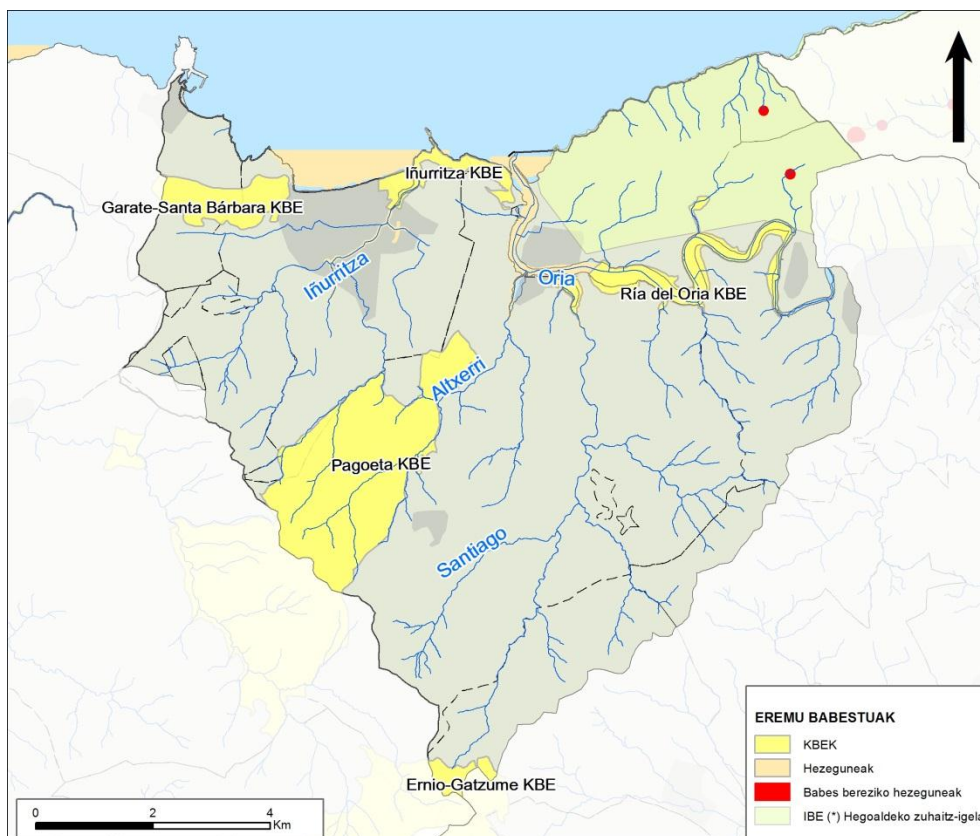 Iñurritza KBE
Garate-Santa Bárbara KBE
Iñurritza
Oria
Ría del Oria KBE
Altxerri
Pagoeta KBE
Santiago
Ernio-Gatzume KBE
0 2 4
Km
EREMU BABESTUAK
KBEK
Hezeguneak
Babes bereziko hezeguneak
IBE (*) Hegoaldeko zuhaitz-igel